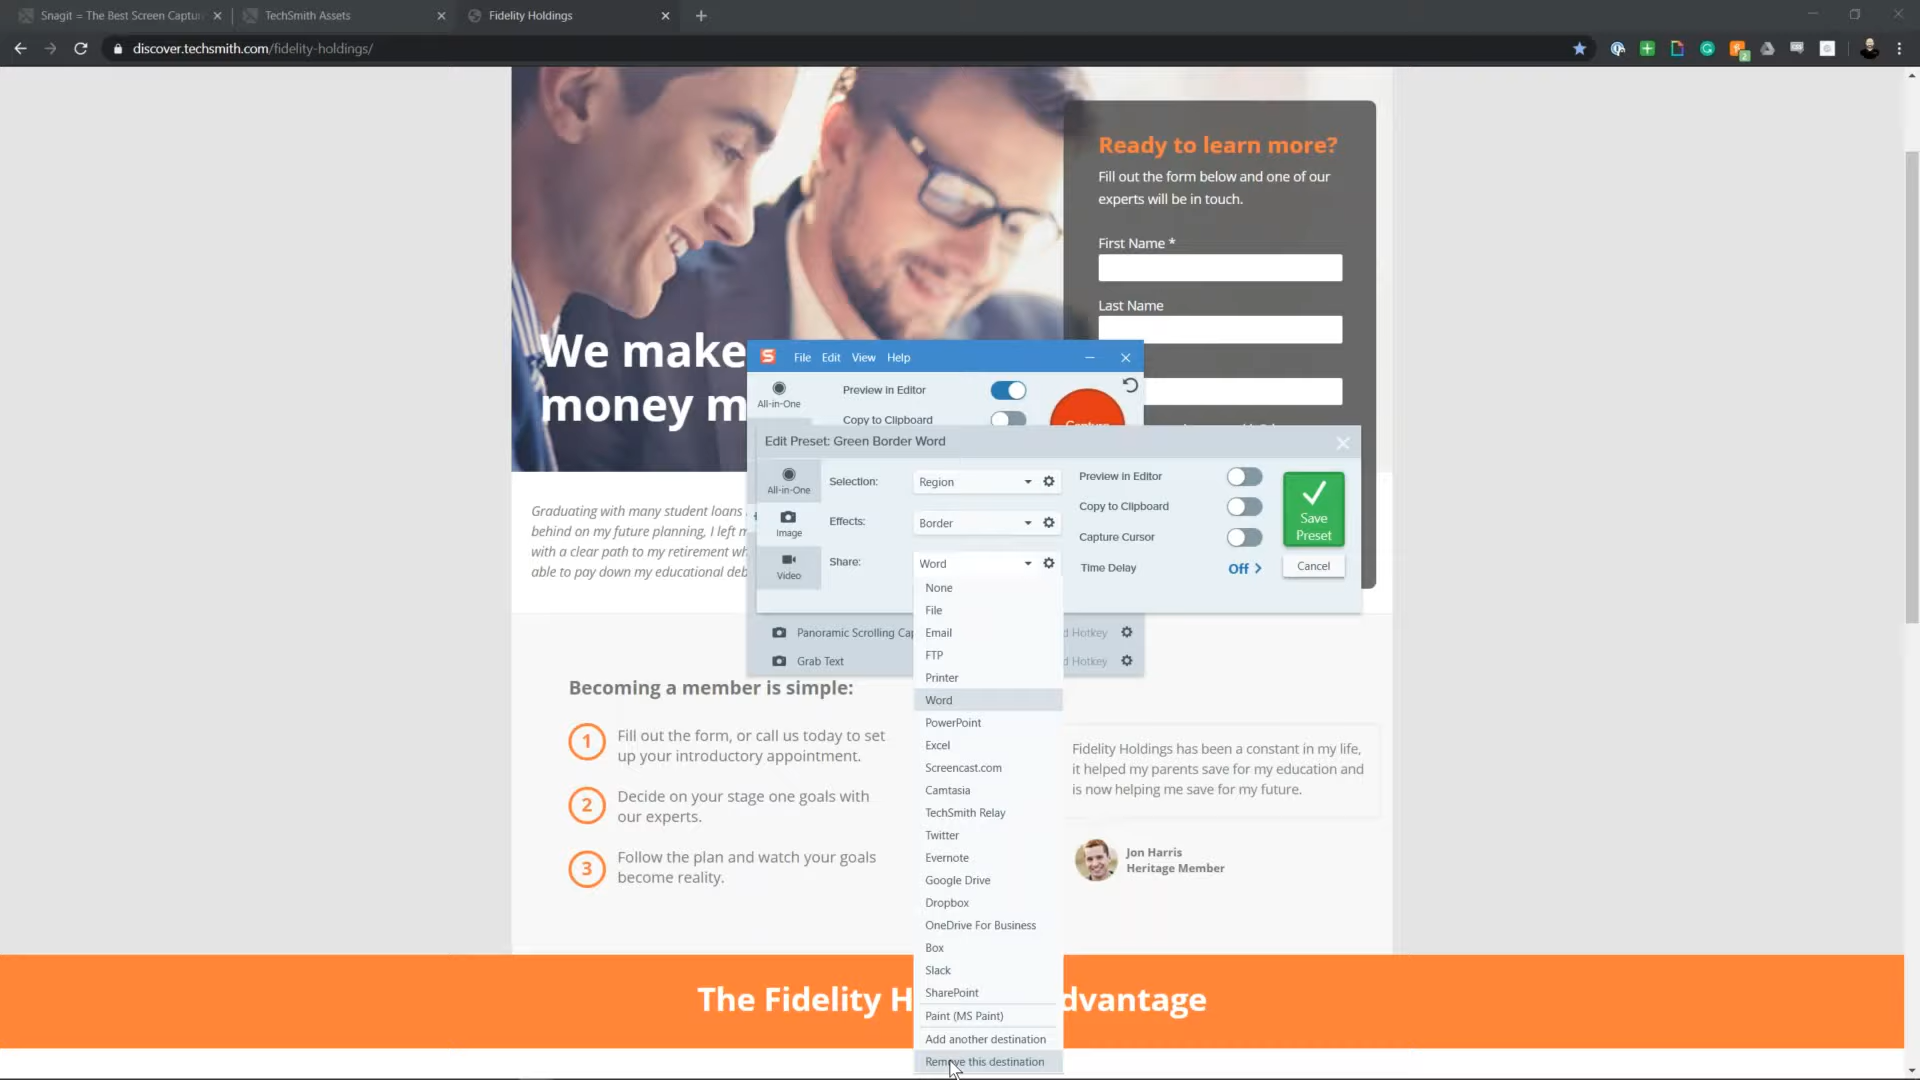 Snagit = The Best Screen Captur
TechSmith Assets
Fidelity Holdings
discover.techsmith.com/fidelity-holdings/
2
We make
money m
Ready to learn more?
Fill out the form below and one of our
experts will be in touch.
First Name *
Last Name
S
File
Edit
View
Help
All-in-One
Preview in Editor
Copy to Clipboard
Edit Preset: Green Border Word
All-in-One
Image
Video
Selection:
Region
Effects:
Border
Share:
Word
Preview in Editor
Copy to Clipboard
Capture Cursor
Time Delay
Off >
Save
Preset
Cancel
None
File
Email
FTP
Printer
Word
PowerPoint
Excel
Screencast.com
Camtasia
TechSmith Relay
Twitter
Evernote
Google Drive
Dropbox
OneDrive For Business
Box
Slack
SharePoint
Paint (MS Paint)
Add another destination
Remove this destination
Panoramic Scrolling Cap
d Hotkey
Grab Text
d Hotkey
Graduating with many student loans
behind on my future planning, I left m
with a clear path to my retirement wh
able to pay down my educational deb
Becoming a member is simple:
1
Fill out the form, or call us today to set
up your introductory appointment.
2
Decide on your stage one goals with
our experts.
3
Follow the plan and watch your goals
become reality.
Fidelity Holdings has been a constant in my life,
it helped my parents save for my education and
is now helping me save for my future.
Jon Harris
Heritage Member
The Fidelity H
dvantage